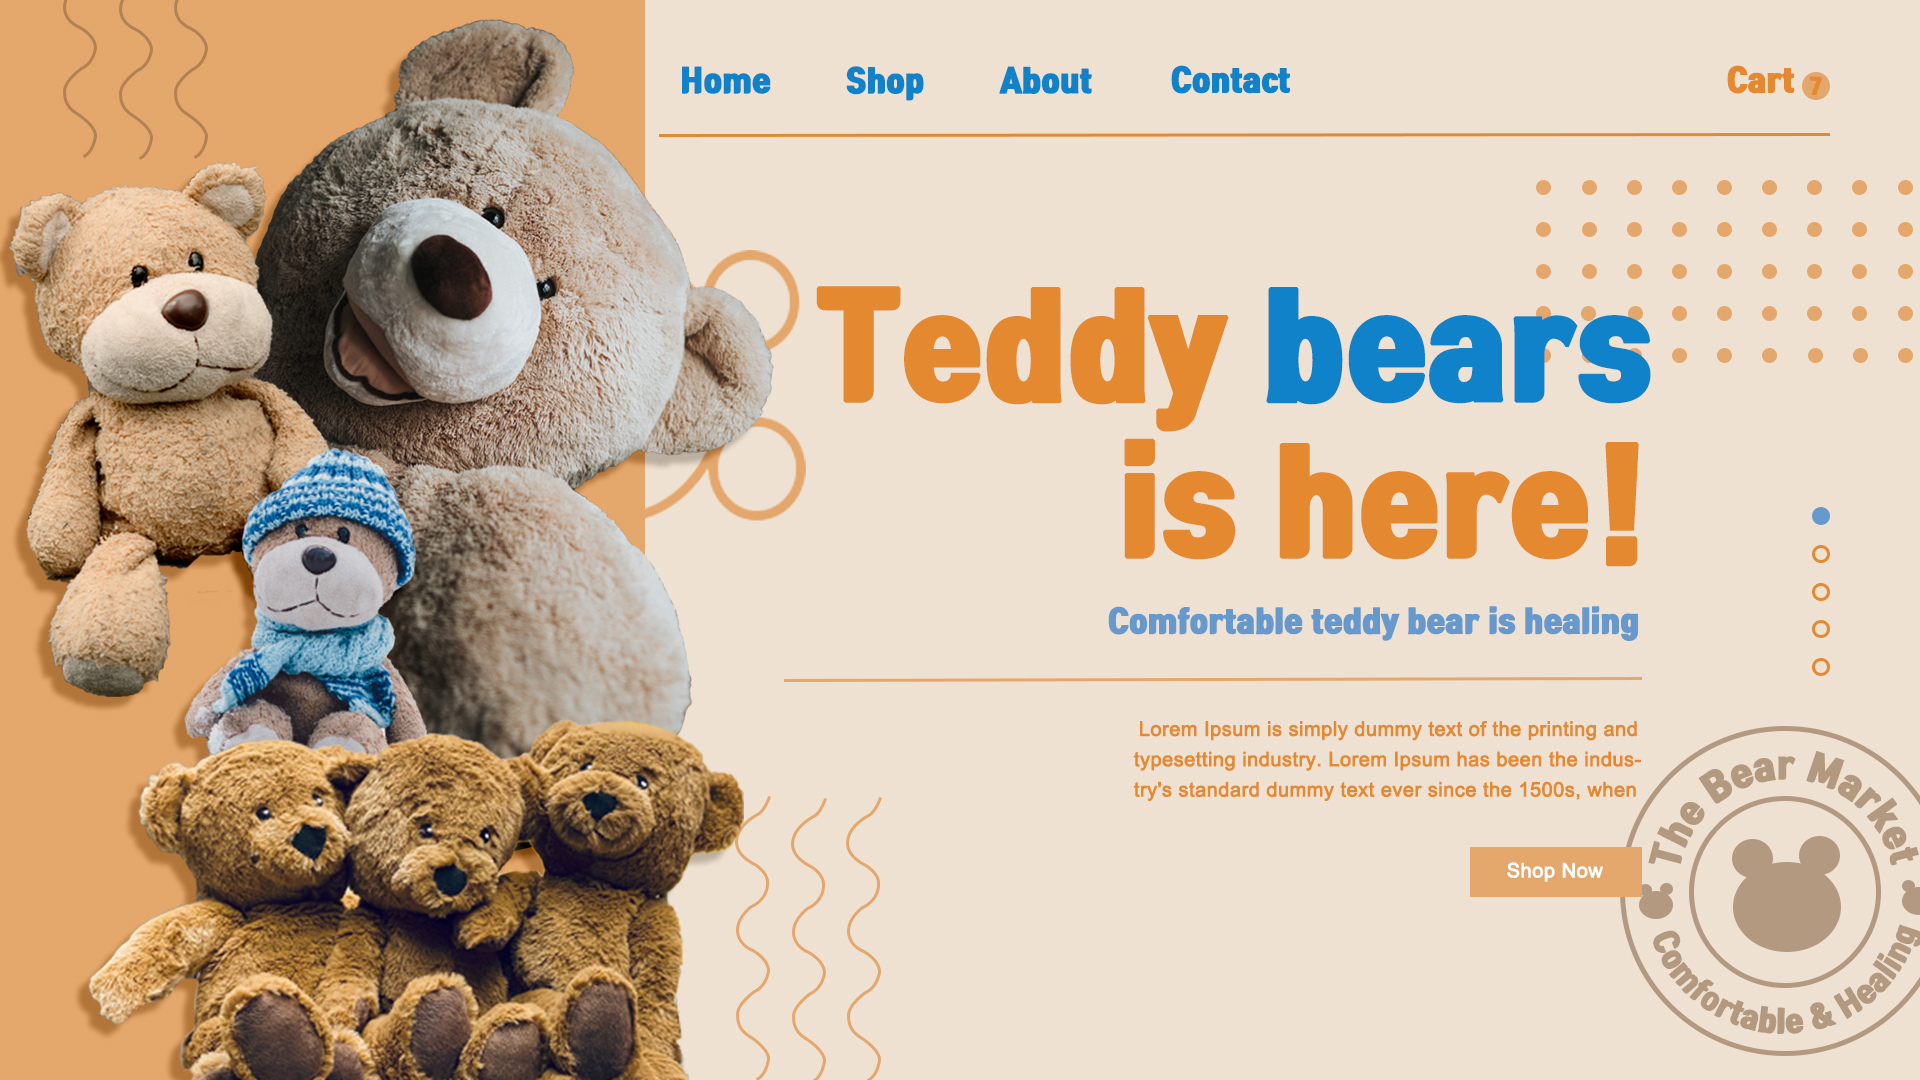 Home Shop About Contact Cart 7
Teddy bears
is here!
Comfortable teddy bear is healing
Lorem Ipsum is simply dummy text of the printing and
typesetting industry. Lorem Ipsum has been the indus-
try's standard dummy text ever since the 1500s, when
Shop Now
The Bear Market
Comfortable & Healing